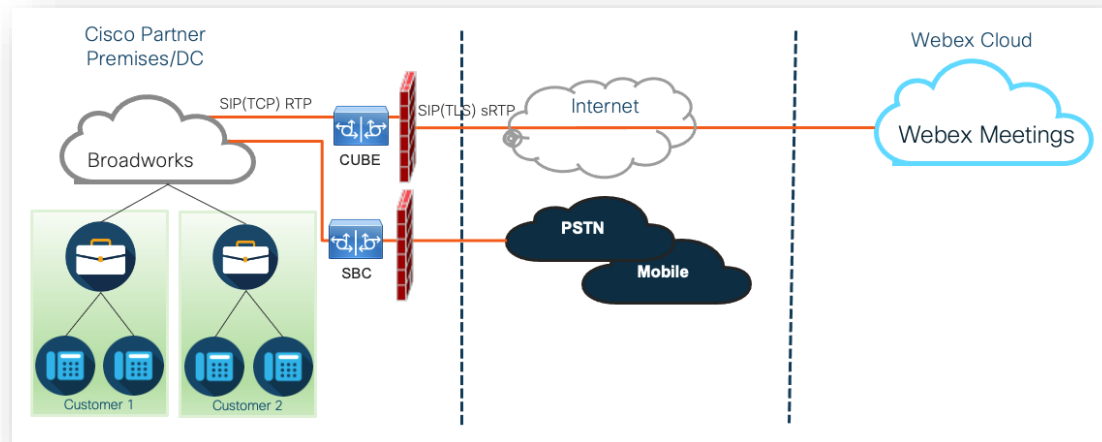 Cisco Partner
Premises/DC
Webex Cloud
SIP(TCP) RTP
SIP(TLS) sRTP
Internet
Webex Meetings
Broadworks
CUBE
PSTN
SBC
Mobile
Customer 1
Customer 2